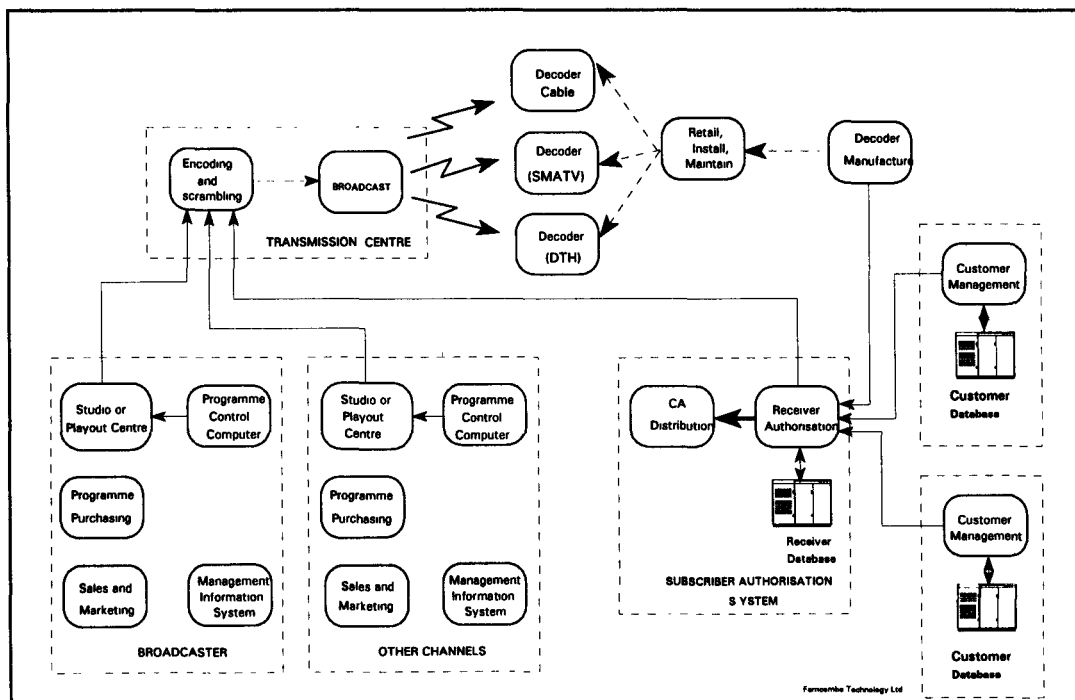 Decoder
Cable
Decoder
(SMATV)
Decoder
(DTH)
Retail,
Install,
Maintain
Decoder
Manufacture
Encoding
and
scrambling
BROADCAST
TRANSMISSION CENTRE
Customer
Management
Customer
Database
Studio or
Playout Centre
Programme
Control
Computer
Programme
Purchasing
Sales and
Marketing
Management
Information
System
BROADCASTER
Studio or
Playout
Centre
Programme
Control
Computer
Programme
Purchasing
Sales and
Marketing
Management
Information
System
OTHER CHANNELS
CA
Distribution
Receiver
Authorisation
Receiver
Database
SUBSCRIBER AUTHORISATION
S YSTEM
Customer
Management
Customer
Database
Farncombe Technology Ltd